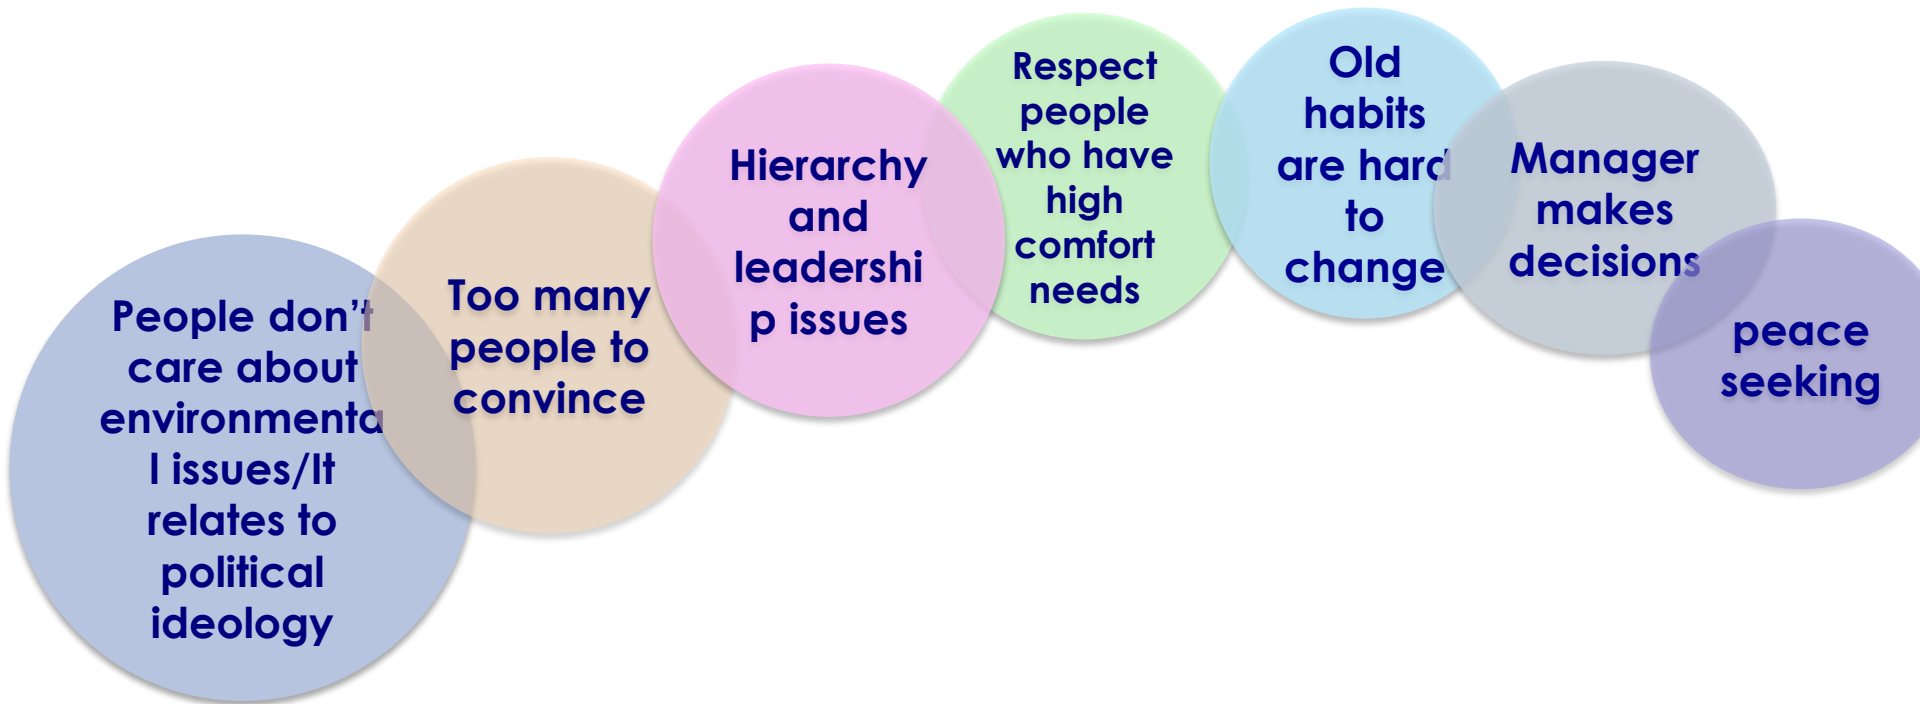 People don't
care about
environmenta
l issues/It
relates to
political
ideology
Too many
people to
convince
Hierarchy
and
leadershi
p issues
Respect
people
who have
high
comfort
needs
Old
habits
are hard
to
change
Manager
makes
decisions
peace
seeking